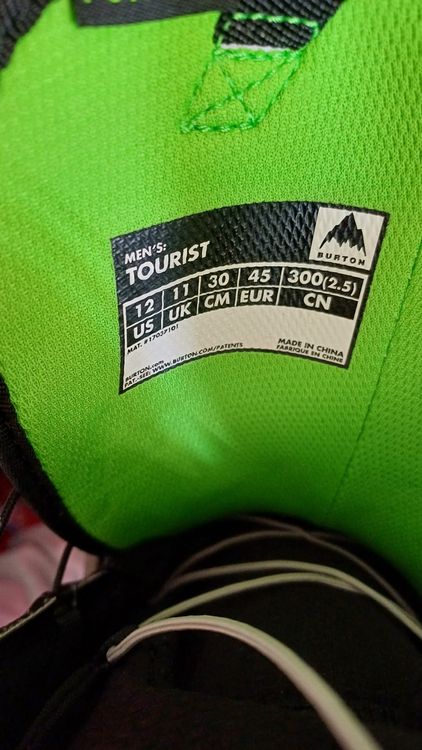 MEN'S:
TOURIST
BURTON
12 11 30 45 300(2.5)
US UK CM EUR CN
MAT. #17037101
MADE IN CHINA
FABRIQUÉ EN CHINE
BURTON.com
PAT.-SEE: WWW.BURTON.COM/PATENTS